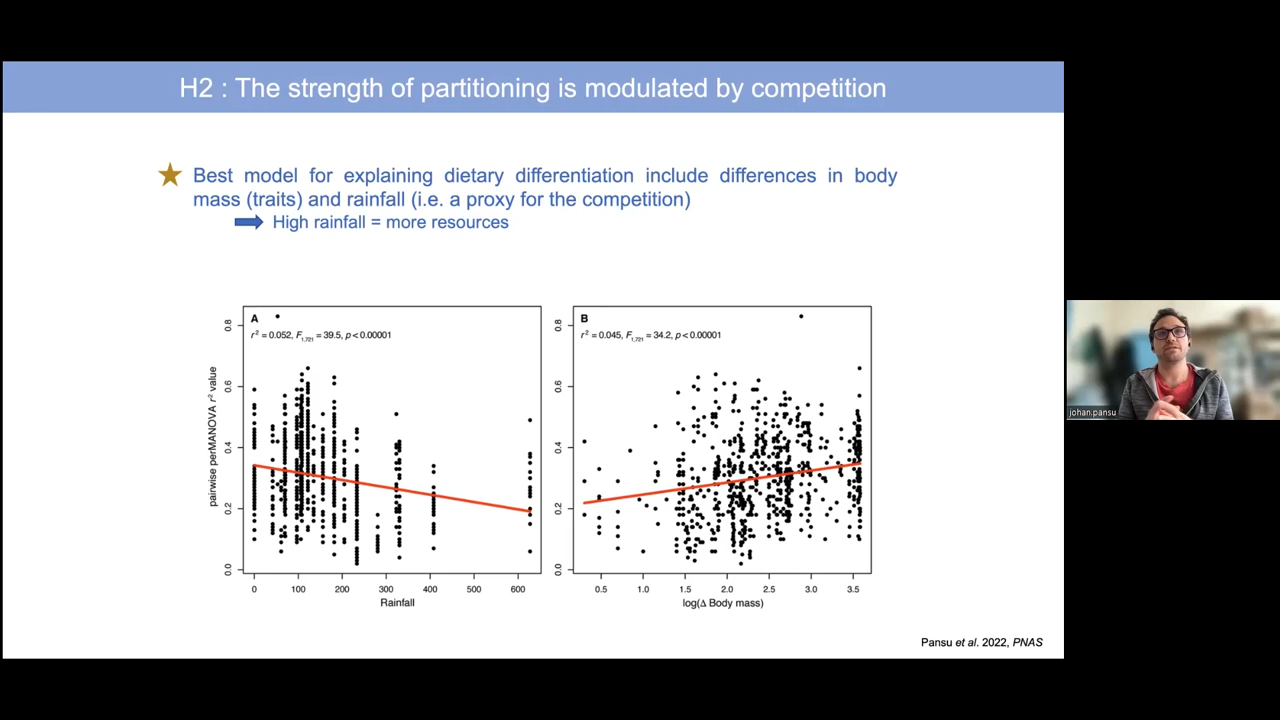 H2 : The strength of partitioning is modulated by competition
Best model for explaining dietary differentiation include differences in body
mass (traits) and rainfall (i.e. a proxy for the competition)
High rainfall = more resources
A
r² = 0.052, F1,721 = 39.5, p < 0.00001
pairwise perMANOVA r² value
0.8
0.6
0.4
0.2
0.0
0 100 200 300 400 500 600
Rainfall
B
r² = 0.045, F1,721 = 34.2, p < 0.00001
0.8
0.6
0.4
0.2
0.0
0.5 1.0 1.5 2.0 2.5 3.0 3.5
log(Δ Body mass)
johan.pansu
Pansu et al. 2022, PNAS